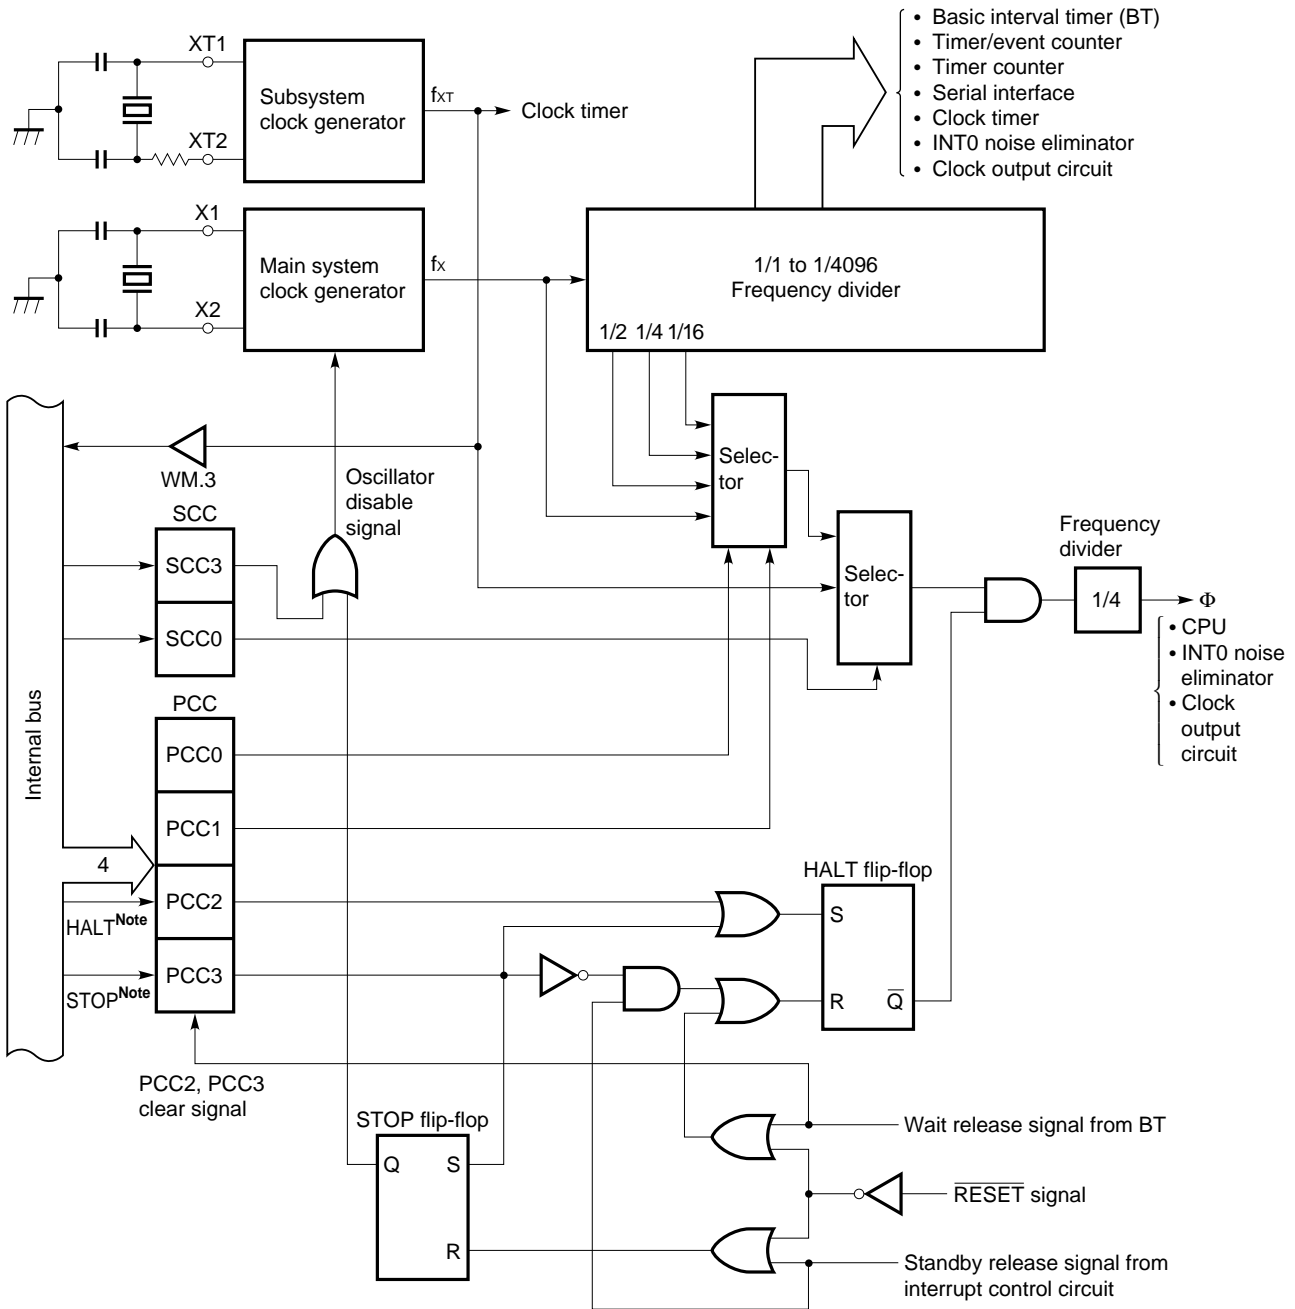 • Basic interval timer (BT)
• Timer/event counter
• Timer counter
• Serial interface
• Clock timer
• INT0 noise eliminator
• Clock output circuit
XT1
Subsystem
clock generator
fXT
Clock timer
XT2
X1
Main system
clock generator
fX
X2
1/1 to 1/4096
Frequency divider
1/2 1/4 1/16
WM.3
Oscillator
disable
signal
Selec-
tor
SCC
SCC3
SCC0
Selec-
tor
Frequency
divider
1/4
Φ
• CPU
• INT0 noise
eliminator
• Clock
output
circuit
Internal bus
PCC
PCC0
PCC1
4
PCC2
HALTNote
PCC3
STOPNote
HALT flip-flop
S
R Q̅
PCC2, PCC3
clear signal
STOP flip-flop
Q S
R
Wait release signal from BT
R̅E̅S̅E̅T̅ signal
Standby release signal from
interrupt control circuit